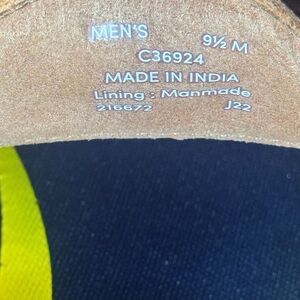 MEN'S 9½ M
C36924
MADE IN INDIA
Lining : Manmade
216672 J22